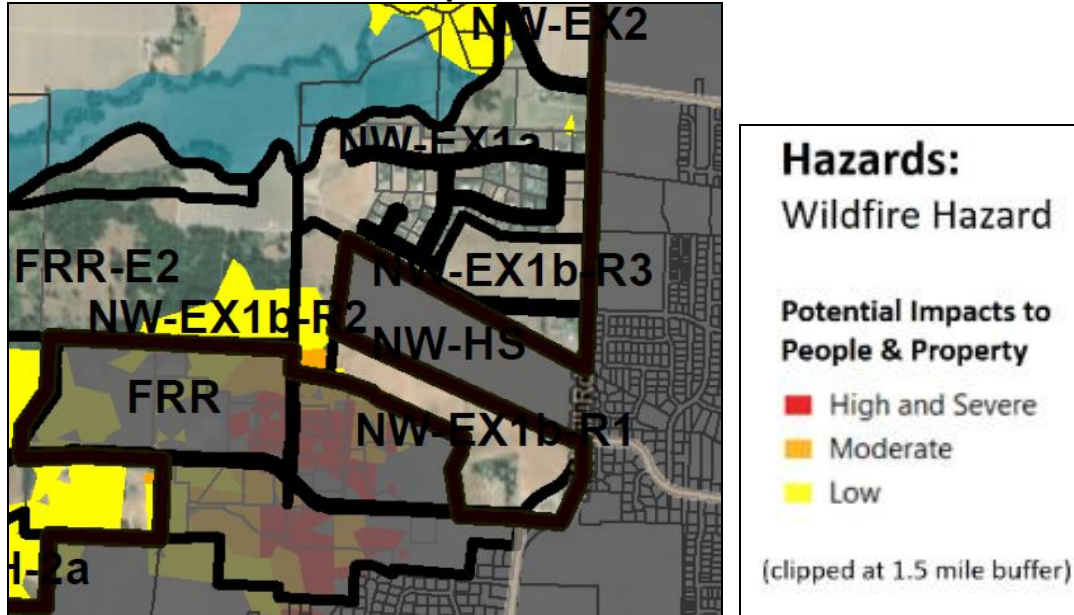 NW-EX2
NW-EX1a
FRR-E2
NW-EX1b-R3
NW-EX1b-R2
NW-HS
FRR
NW-EX1b-R1
H-2a
Hazards:
Wildfire Hazard
Potential Impacts to
People & Property
High and Severe
Moderate
Low
(clipped at 1.5 mile buffer)